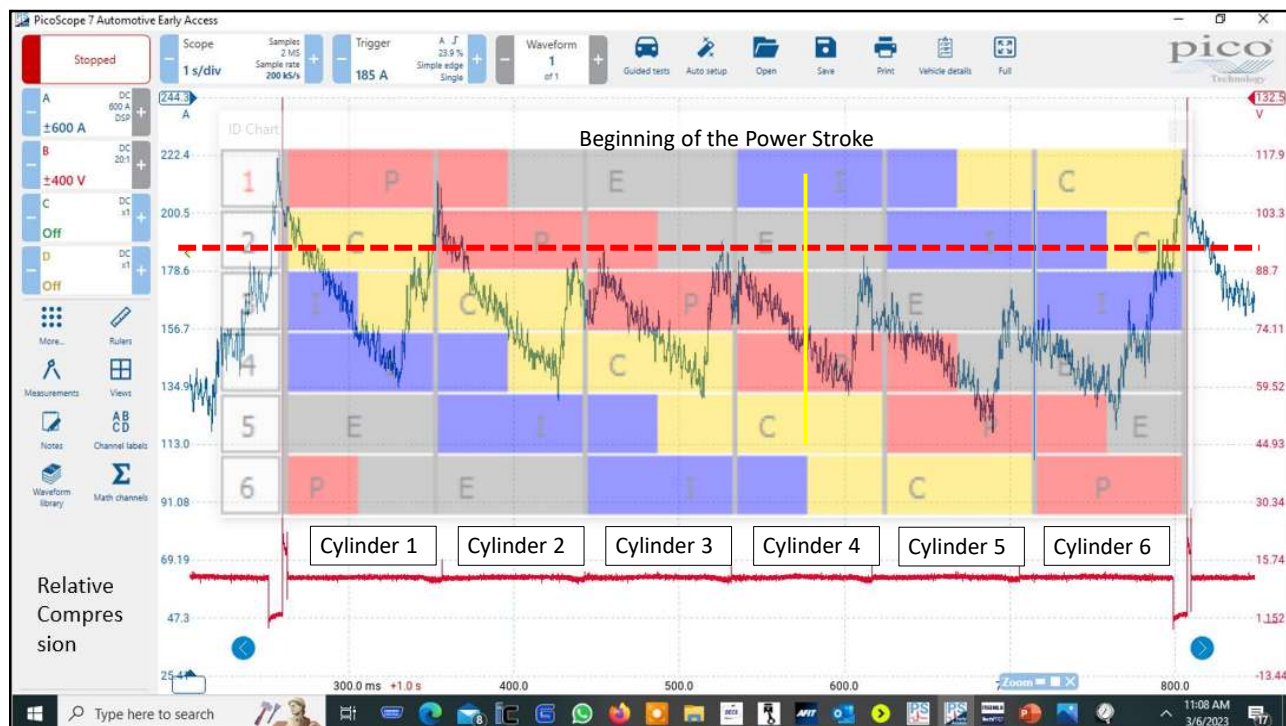 PicoScope 7 Automotive Early Access
Stopped
Scope
1 s/div
Samples
2 MS
Sample rate
200 kS/s
Trigger
185 A
A
23.9 %
Simple edge
Single
Waveform
1
of 1
Guided tests
Auto setup
Open
Save
Print
Vehicle details
Full
pico
Technology
A
DC
600 A
DSP
±600 A
B
DC
20:1
±400 V
C
DC
x1
Off
D
DC
x1
Off
More...
Rulers
Measurements
Views
Notes
Channel labels
Waveform
library
Math channels
Relative
Compres
sion
244.3
A
222.4
200.5
178.6
156.7
134.9
113.0
91.08
69.19
47.3
25.41
ID Chart
Beginning of the Power Stroke
1 P E I C
2 C P E I C
3 I C P E I
4 C P E
5 E I C P E
6 P E I C P
Cylinder 1
Cylinder 2
Cylinder 3
Cylinder 4
Cylinder 5
Cylinder 6
132.5
V
117.9
103.3
88.7
74.11
59.52
44.93
30.34
15.74
1.152
-13.44
300.0 ms +1.0 s
400.0
500.0
600.0
Zoom
800.0
Type here to search
11:08 AM
3/6/2023